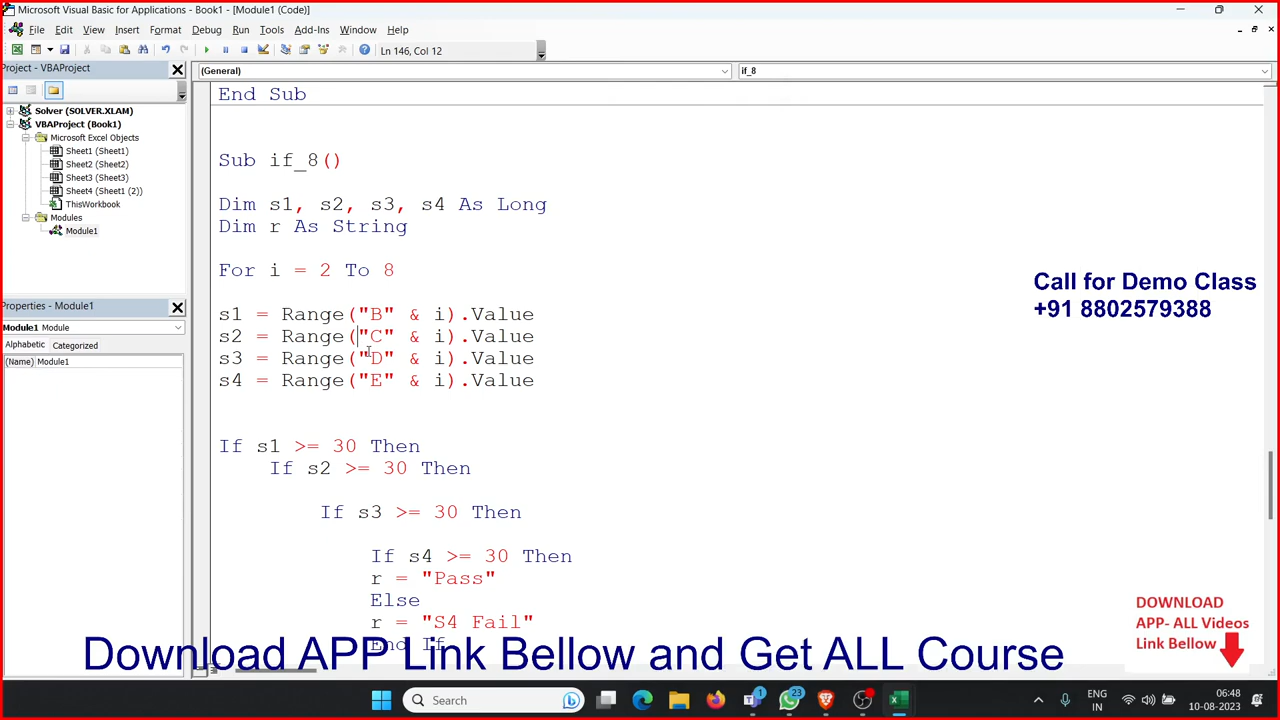 Microsoft Visual Basic for Applications - Book1 - [Module1 (Code)]
File Edit View Insert Format Debug Run Tools Add-Ins Window Help
Ln 146, Col 12
Project - VBAProject
(General)
if_8
Solver (SOLVER.XLAM)
VBAProject (Book1)
Microsoft Excel Objects
Sheet1 (Sheet1)
Sheet2 (Sheet2)
Sheet3 (Sheet3)
Sheet4 (Sheet1 (2))
ThisWorkbook
Modules
Module1
Properties - Module1
Module1 Module
Alphabetic Categorized
(Name) Module1
End Sub
Sub if_8()
Dim s1, s2, s3, s4 As Long
Dim r As String
For i = 2 To 8
s1 = Range("B" & i).Value
s2 = Range("C" & i).Value
s3 = Range("D" & i).Value
s4 = Range("E" & i).Value
If s1 >= 30 Then
If s2 >= 30 Then
If s3 >= 30 Then
If s4 >= 30 Then
r = "Pass"
Else
r = "S4 Fail"
End If
Call for Demo Class
+91 8802579388
DOWNLOAD
APP- ALL Videos
Link Bellow
Download APP Link Bellow and Get ALL Course
Search
1
23
ENG
IN
06:48
10-08-2023